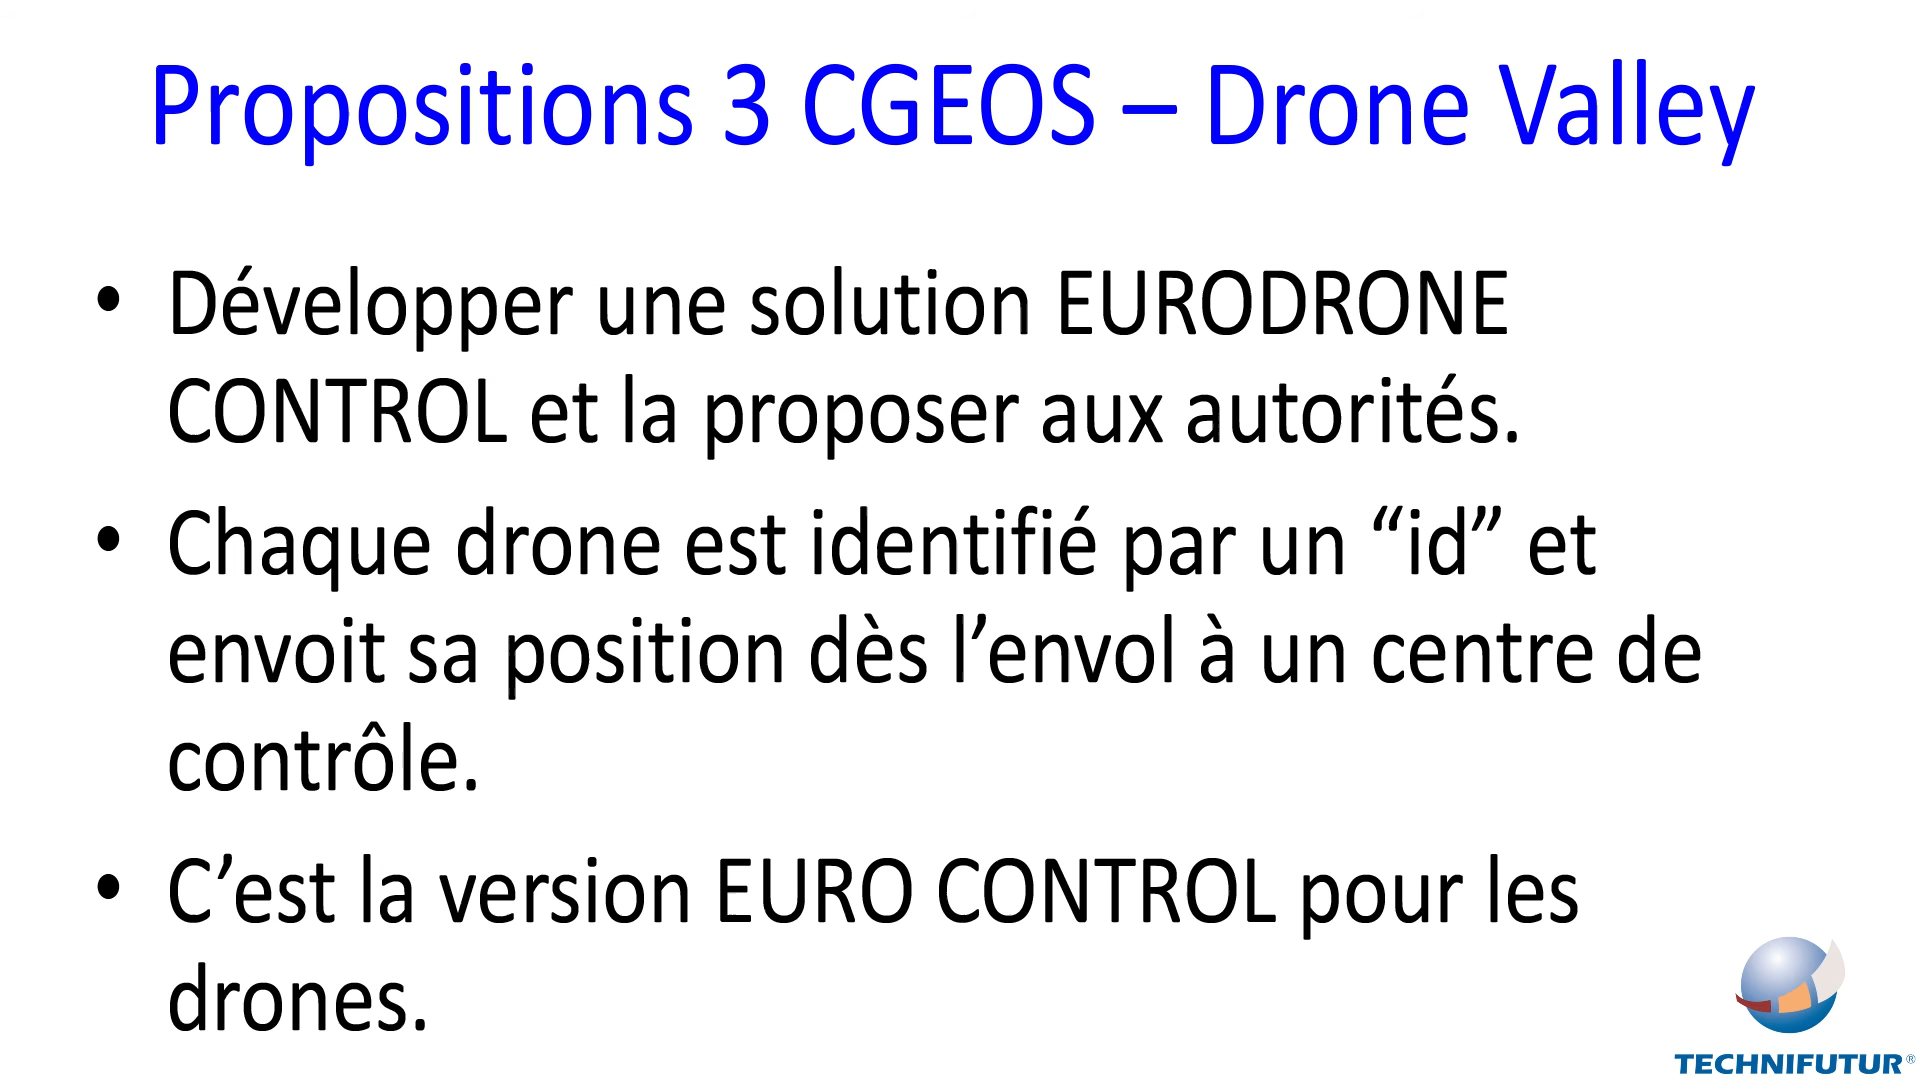 Propositions 3 CGEOS – Drone Valley
• Développer une solution EURODRONE
CONTROL et la proposer aux autorités.
• Chaque drone est identifié par un “id” et
envoit sa position dès l’envol à un centre de
contrôle.
• C’est la version EURO CONTROL pour les
drones.
TECHNIFUTUR®